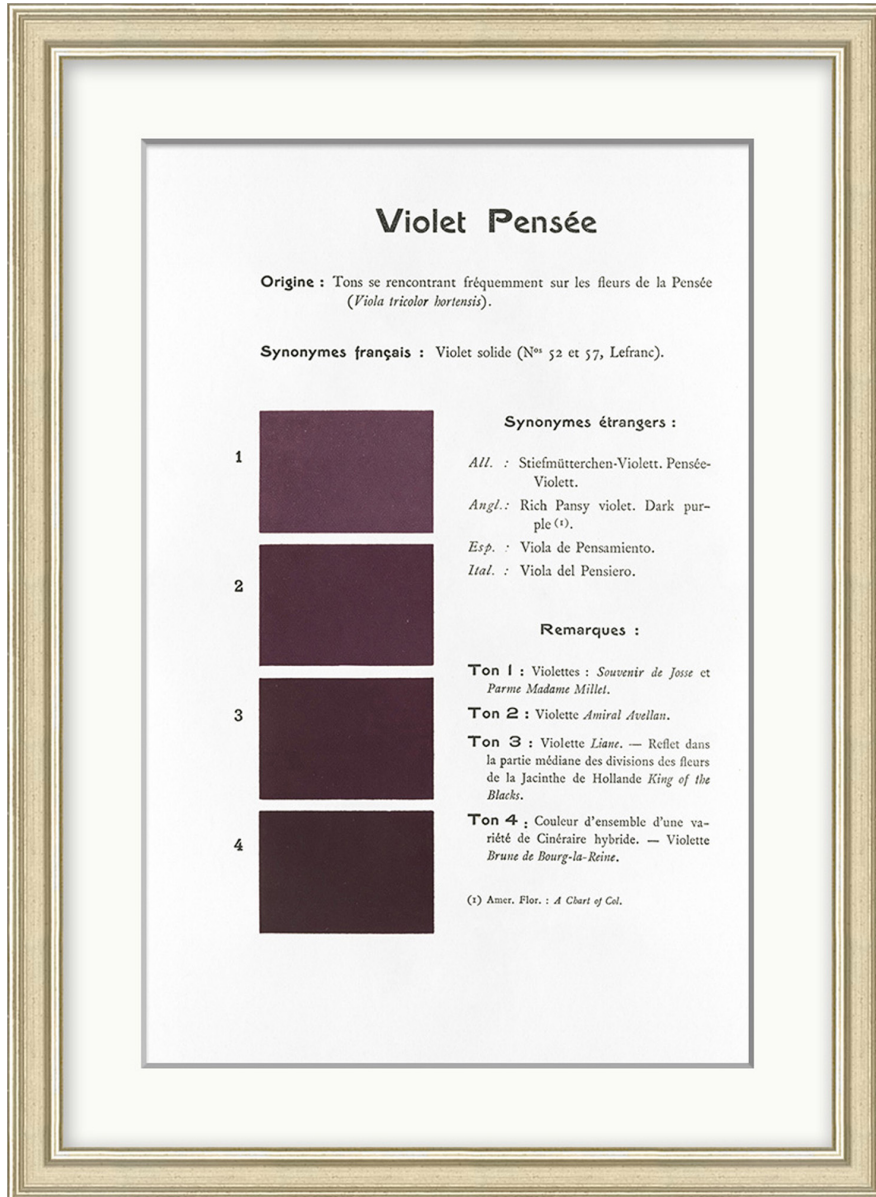 Violet Pensée
Origine : Tons se rencontrant fréquemment sur les fleurs de la Pensée
(Viola tricolor hortensis).
Synonymes français : Violet solide (Nos 52 et 57, Lefranc).
1
2
3
4
Synonymes étrangers :
All. : Stiefmütterchen-Violett. Pensée-
Violett.
Angl.: Rich Pansy violet. Dark pur-
ple (1).
Esp. : Viola de Pensamiento.
Ital. : Viola del Pensiero.
Remarques :
Ton 1 : Violettes : Souvenir de Josse et
Parme Madame Millet.
Ton 2 : Violette Amiral Avellan.
Ton 3 : Violette Liane. — Reflet dans
la partie médiane des divisions des fleurs
de la Jacinthe de Hollande King of the
Blacks.
Ton 4 : Couleur d'ensemble d'une va-
riété de Cinéraire hybride. — Violette
Brune de Bourg-la-Reine.
(1) Amer. Flor. : A Chart of Col.